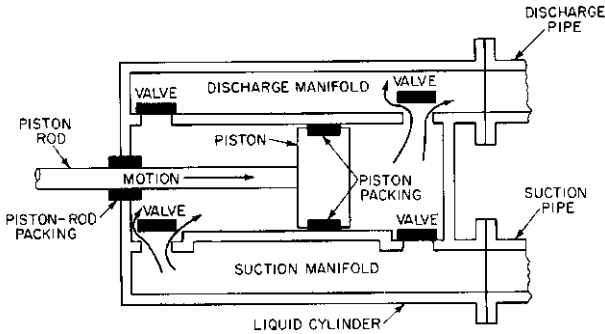 DISCHARGE
PIPE
VALVE
DISCHARGE MANIFOLD
VALVE
PISTON
ROD
PISTON
MOTION
PISTON
PACKING
PISTON-ROD
PACKING
VALVE
VALVE
SUCTION
PIPE
SUCTION MANIFOLD
LIQUID CYLINDER